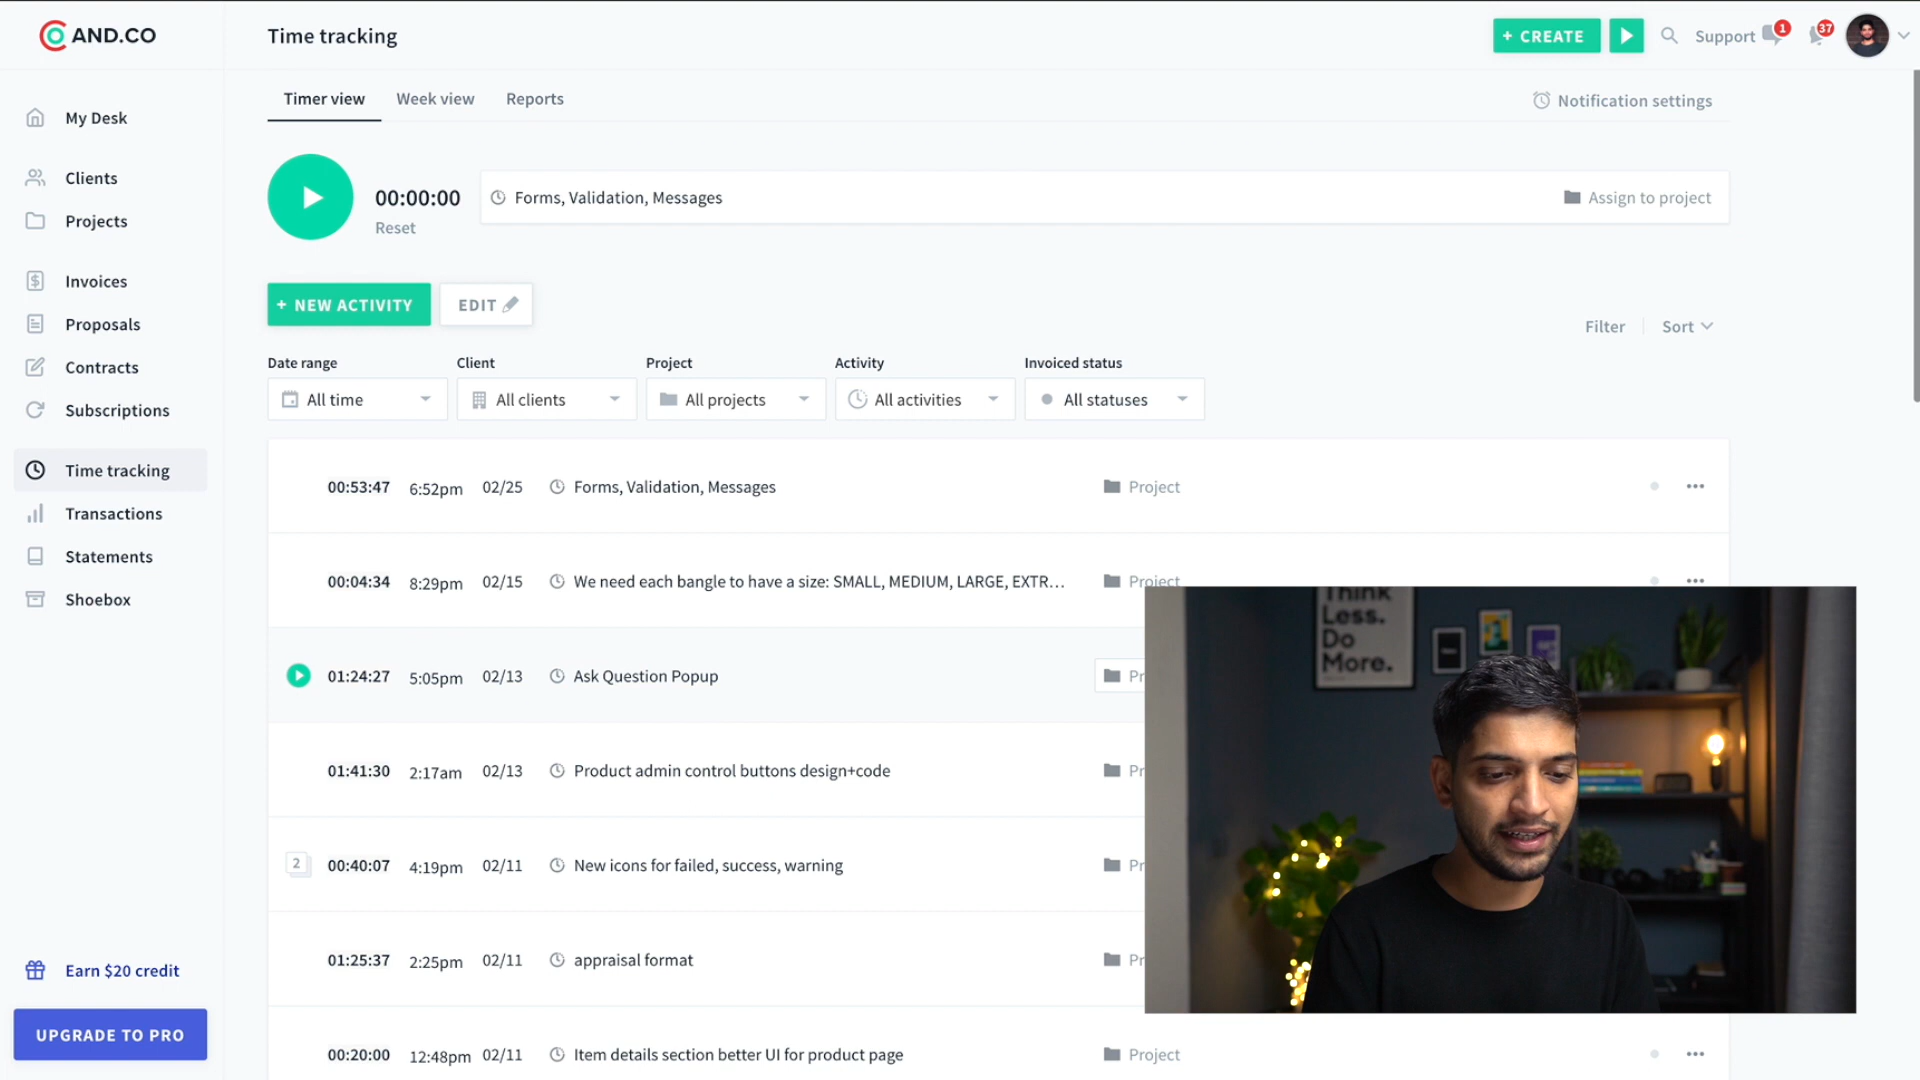 AND.CO
Time tracking
+ CREATE
Support
1
37
My Desk
Clients
Projects
Invoices
Proposals
Contracts
Subscriptions
Time tracking
Transactions
Statements
Shoebox
Earn $20 credit
UPGRADE TO PRO
Timer view
Week view
Reports
Notification settings
00:00:00
Reset
Forms, Validation, Messages
Assign to project
+ NEW ACTIVITY
EDIT
Filter
Sort
Date range
Client
Project
Activity
Invoiced status
All time
All clients
All projects
All activities
All statuses
00:53:47 6:52pm 02/25 Forms, Validation, Messages Project
00:04:34 8:29pm 02/15 We need each bangle to have a size: SMALL, MEDIUM, LARGE, EXTR... Project
01:24:27 5:05pm 02/13 Ask Question Popup Pr
01:41:30 2:17am 02/13 Product admin control buttons design+code Pr
2 00:40:07 4:19pm 02/11 New icons for failed, success, warning Pr
01:25:37 2:25pm 02/11 appraisal format Pr
00:20:00 12:48pm 02/11 Item details section better UI for product page Project
Think
Less.
Do
More.